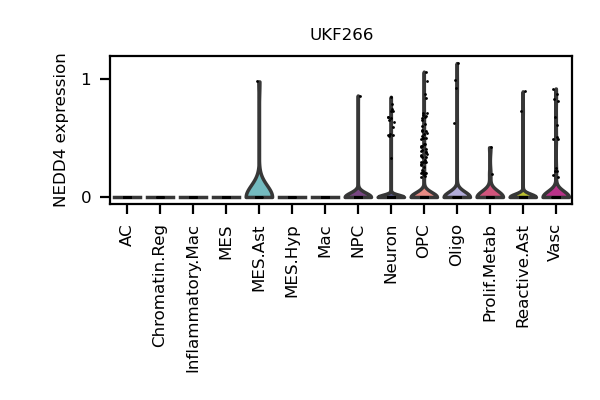 UKF266
NEDD4 expression
1
0
AC
Chromatin.Reg
Inflammatory.Mac
MES
MES.Ast
MES.Hyp
Mac
NPC
Neuron
OPC
Oligo
Prolif.Metab
Reactive.Ast
Vasc